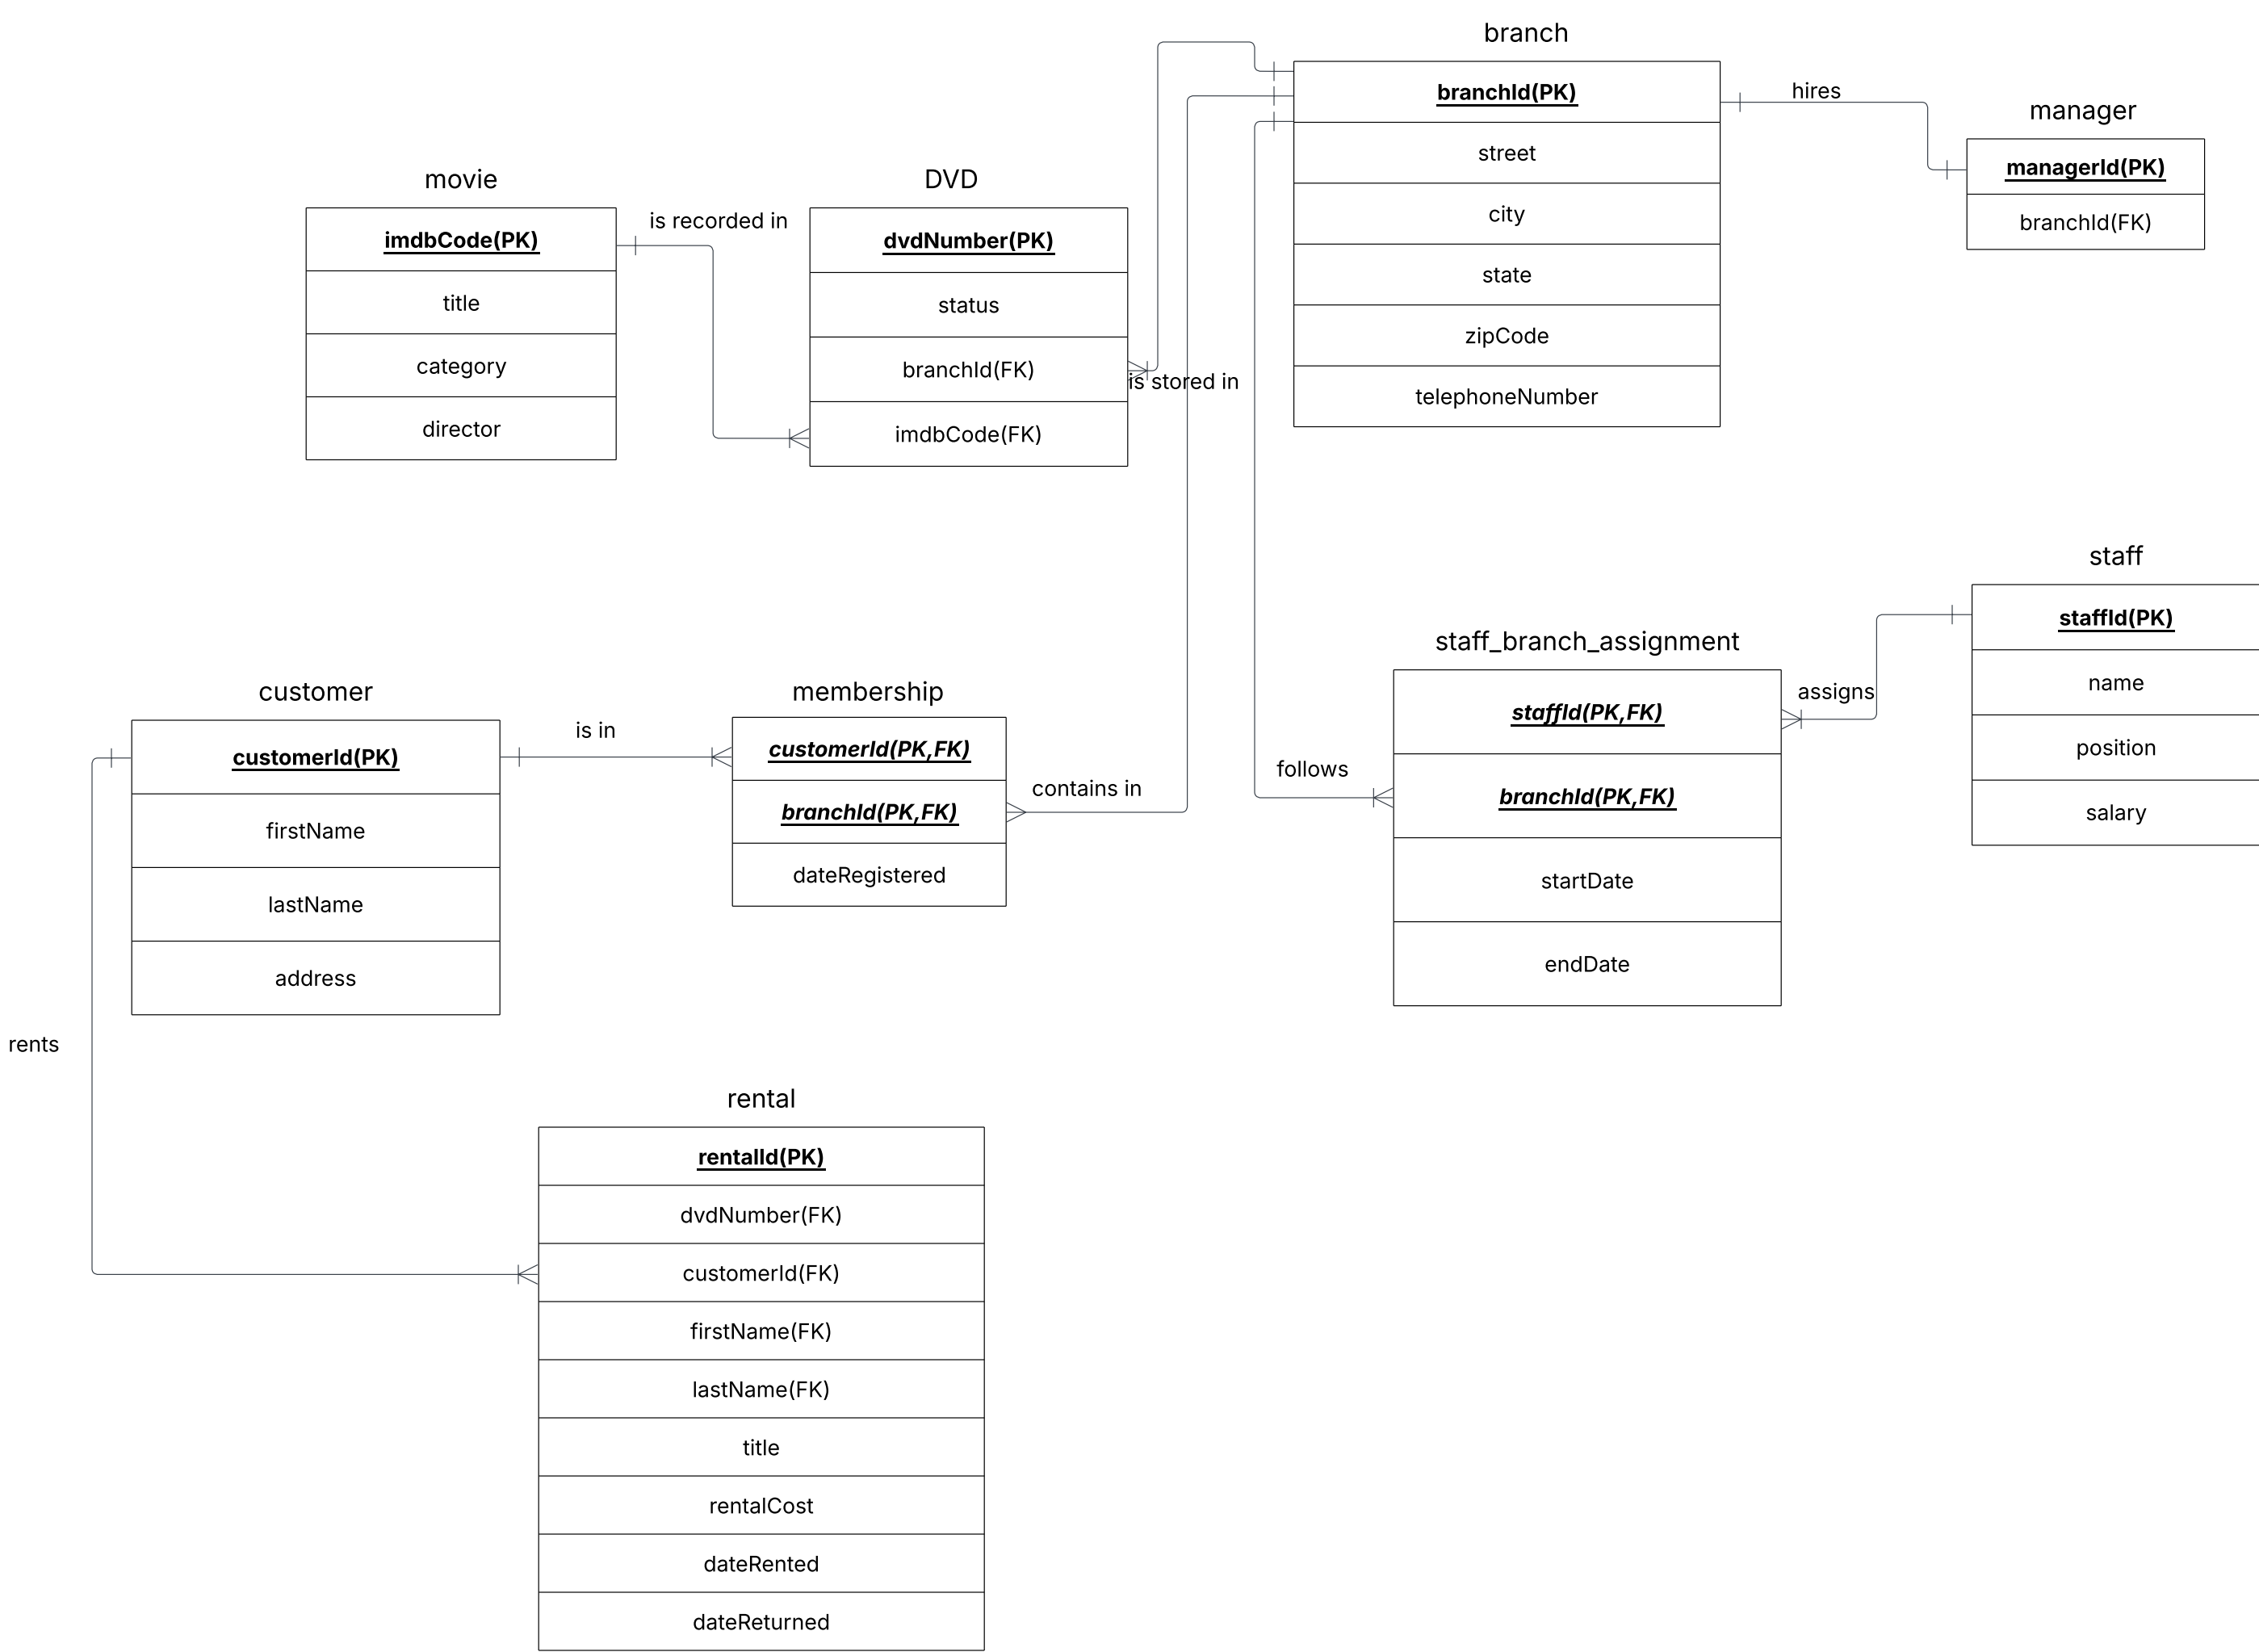 branch
branchId(PK)
street
city
state
zipCode
telephoneNumber
hires
manager
managerId(PK)
branchId(FK)
movie
imdbCode(PK)
title
category
director
is recorded in
DVD
dvdNumber(PK)
status
branchId(FK)
imdbCode(FK)
is stored in
staff
staffId(PK)
name
position
salary
assigns
staff_branch_assignment
staffId(PK,FK)
branchId(PK,FK)
startDate
endDate
follows
customer
customerId(PK)
firstName
lastName
address
is in
membership
customerId(PK,FK)
branchId(PK,FK)
dateRegistered
contains in
rents
rental
rentalId(PK)
dvdNumber(FK)
customerId(FK)
firstName(FK)
lastName(FK)
title
rentalCost
dateRented
dateReturned